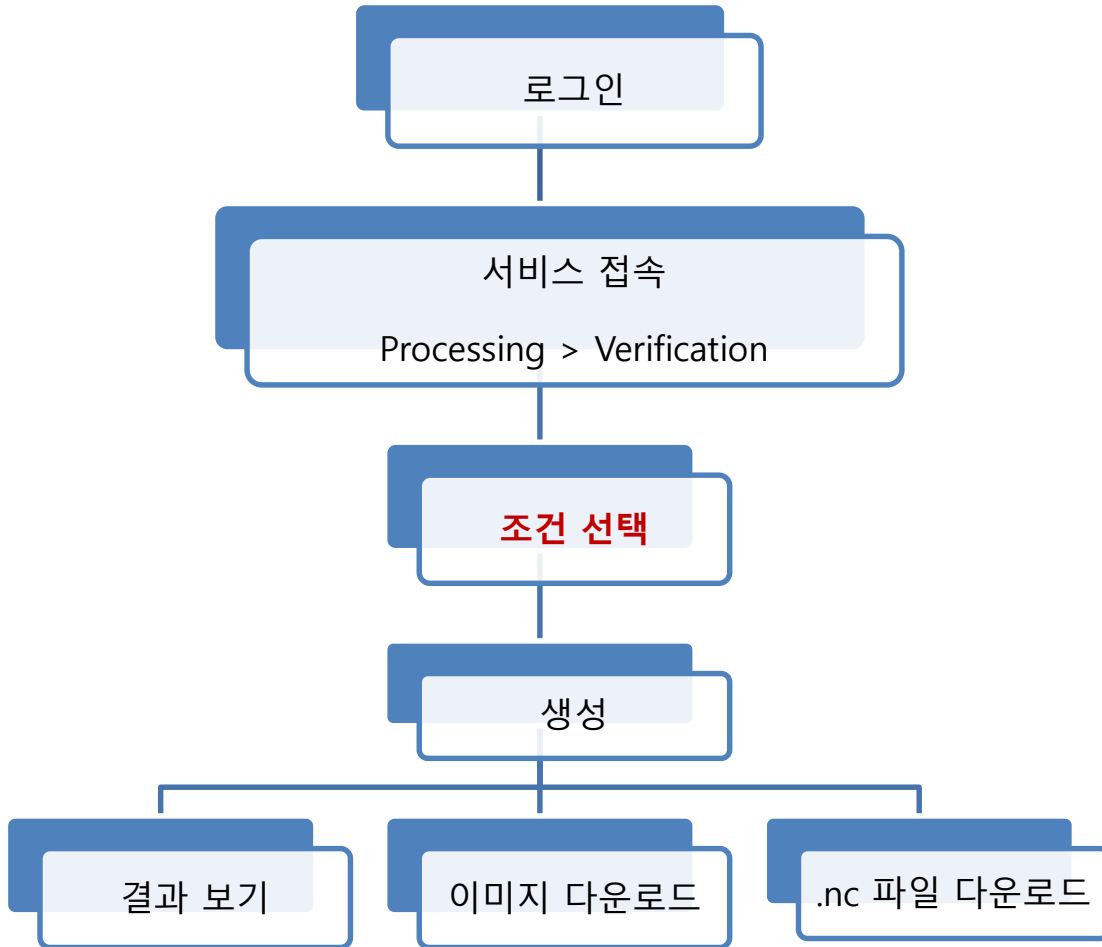 로그인
서비스 접속
Processing > Verification
조건 선택
생성
결과 보기
이미지 다운로드
.nc 파일 다운로드